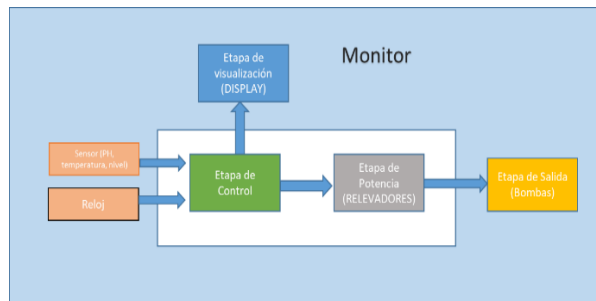 Monitor
Etapa de
visualización
(DISPLAY)
Sensor (PH,
temperatura, nivel)
Reloj
Etapa de
Control
Etapa de
Potencia
(RELEVADORES)
Etapa de Salida
(Bombas)